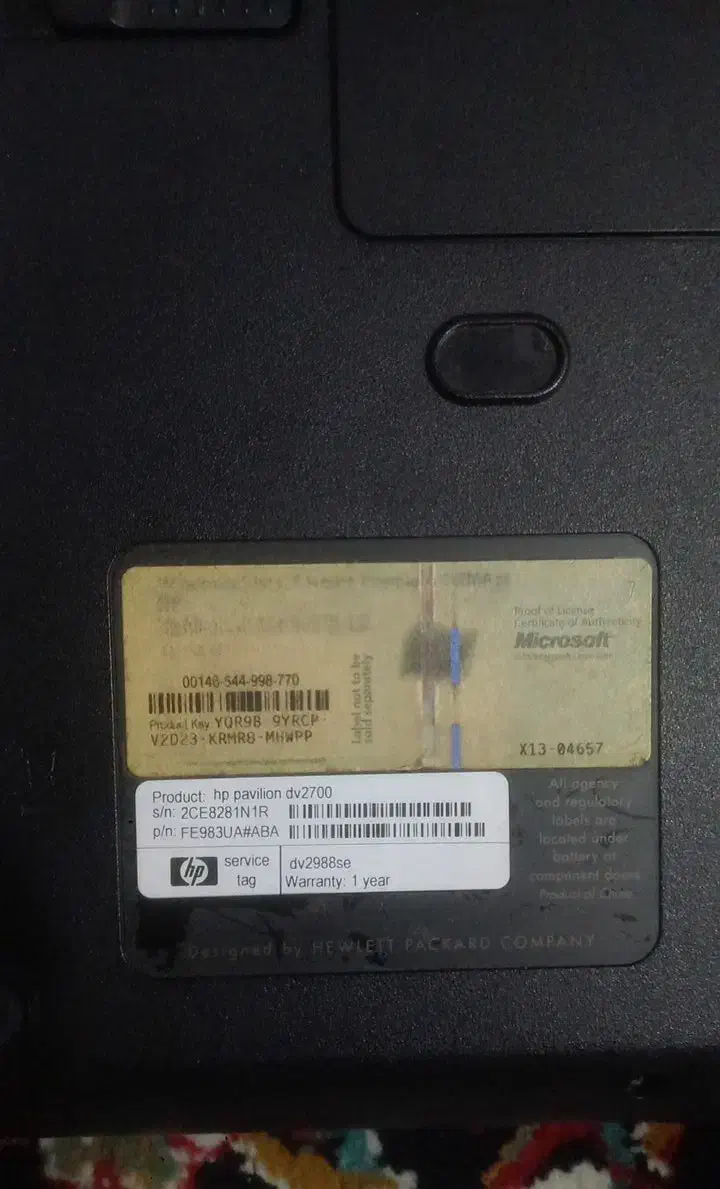 00146-544-998-770
Product Key YQR9B 9YRCP-
V2D23-KRMR8-MHWPP
Label not to be
sold separately
Proof of License
Certificate of Authenticity
Microsoft
X13-04657
Product: hp pavilion dv2700
s/n: 2CE8281N1R
p/n: FE983UA#ABA
hp
service
tag
dv2988se
Warranty: 1 year
All agency
and regulatory
labels are
located under
battery or
component doors
Product of China
Designed by HEWLETT PACKARD COMPANY